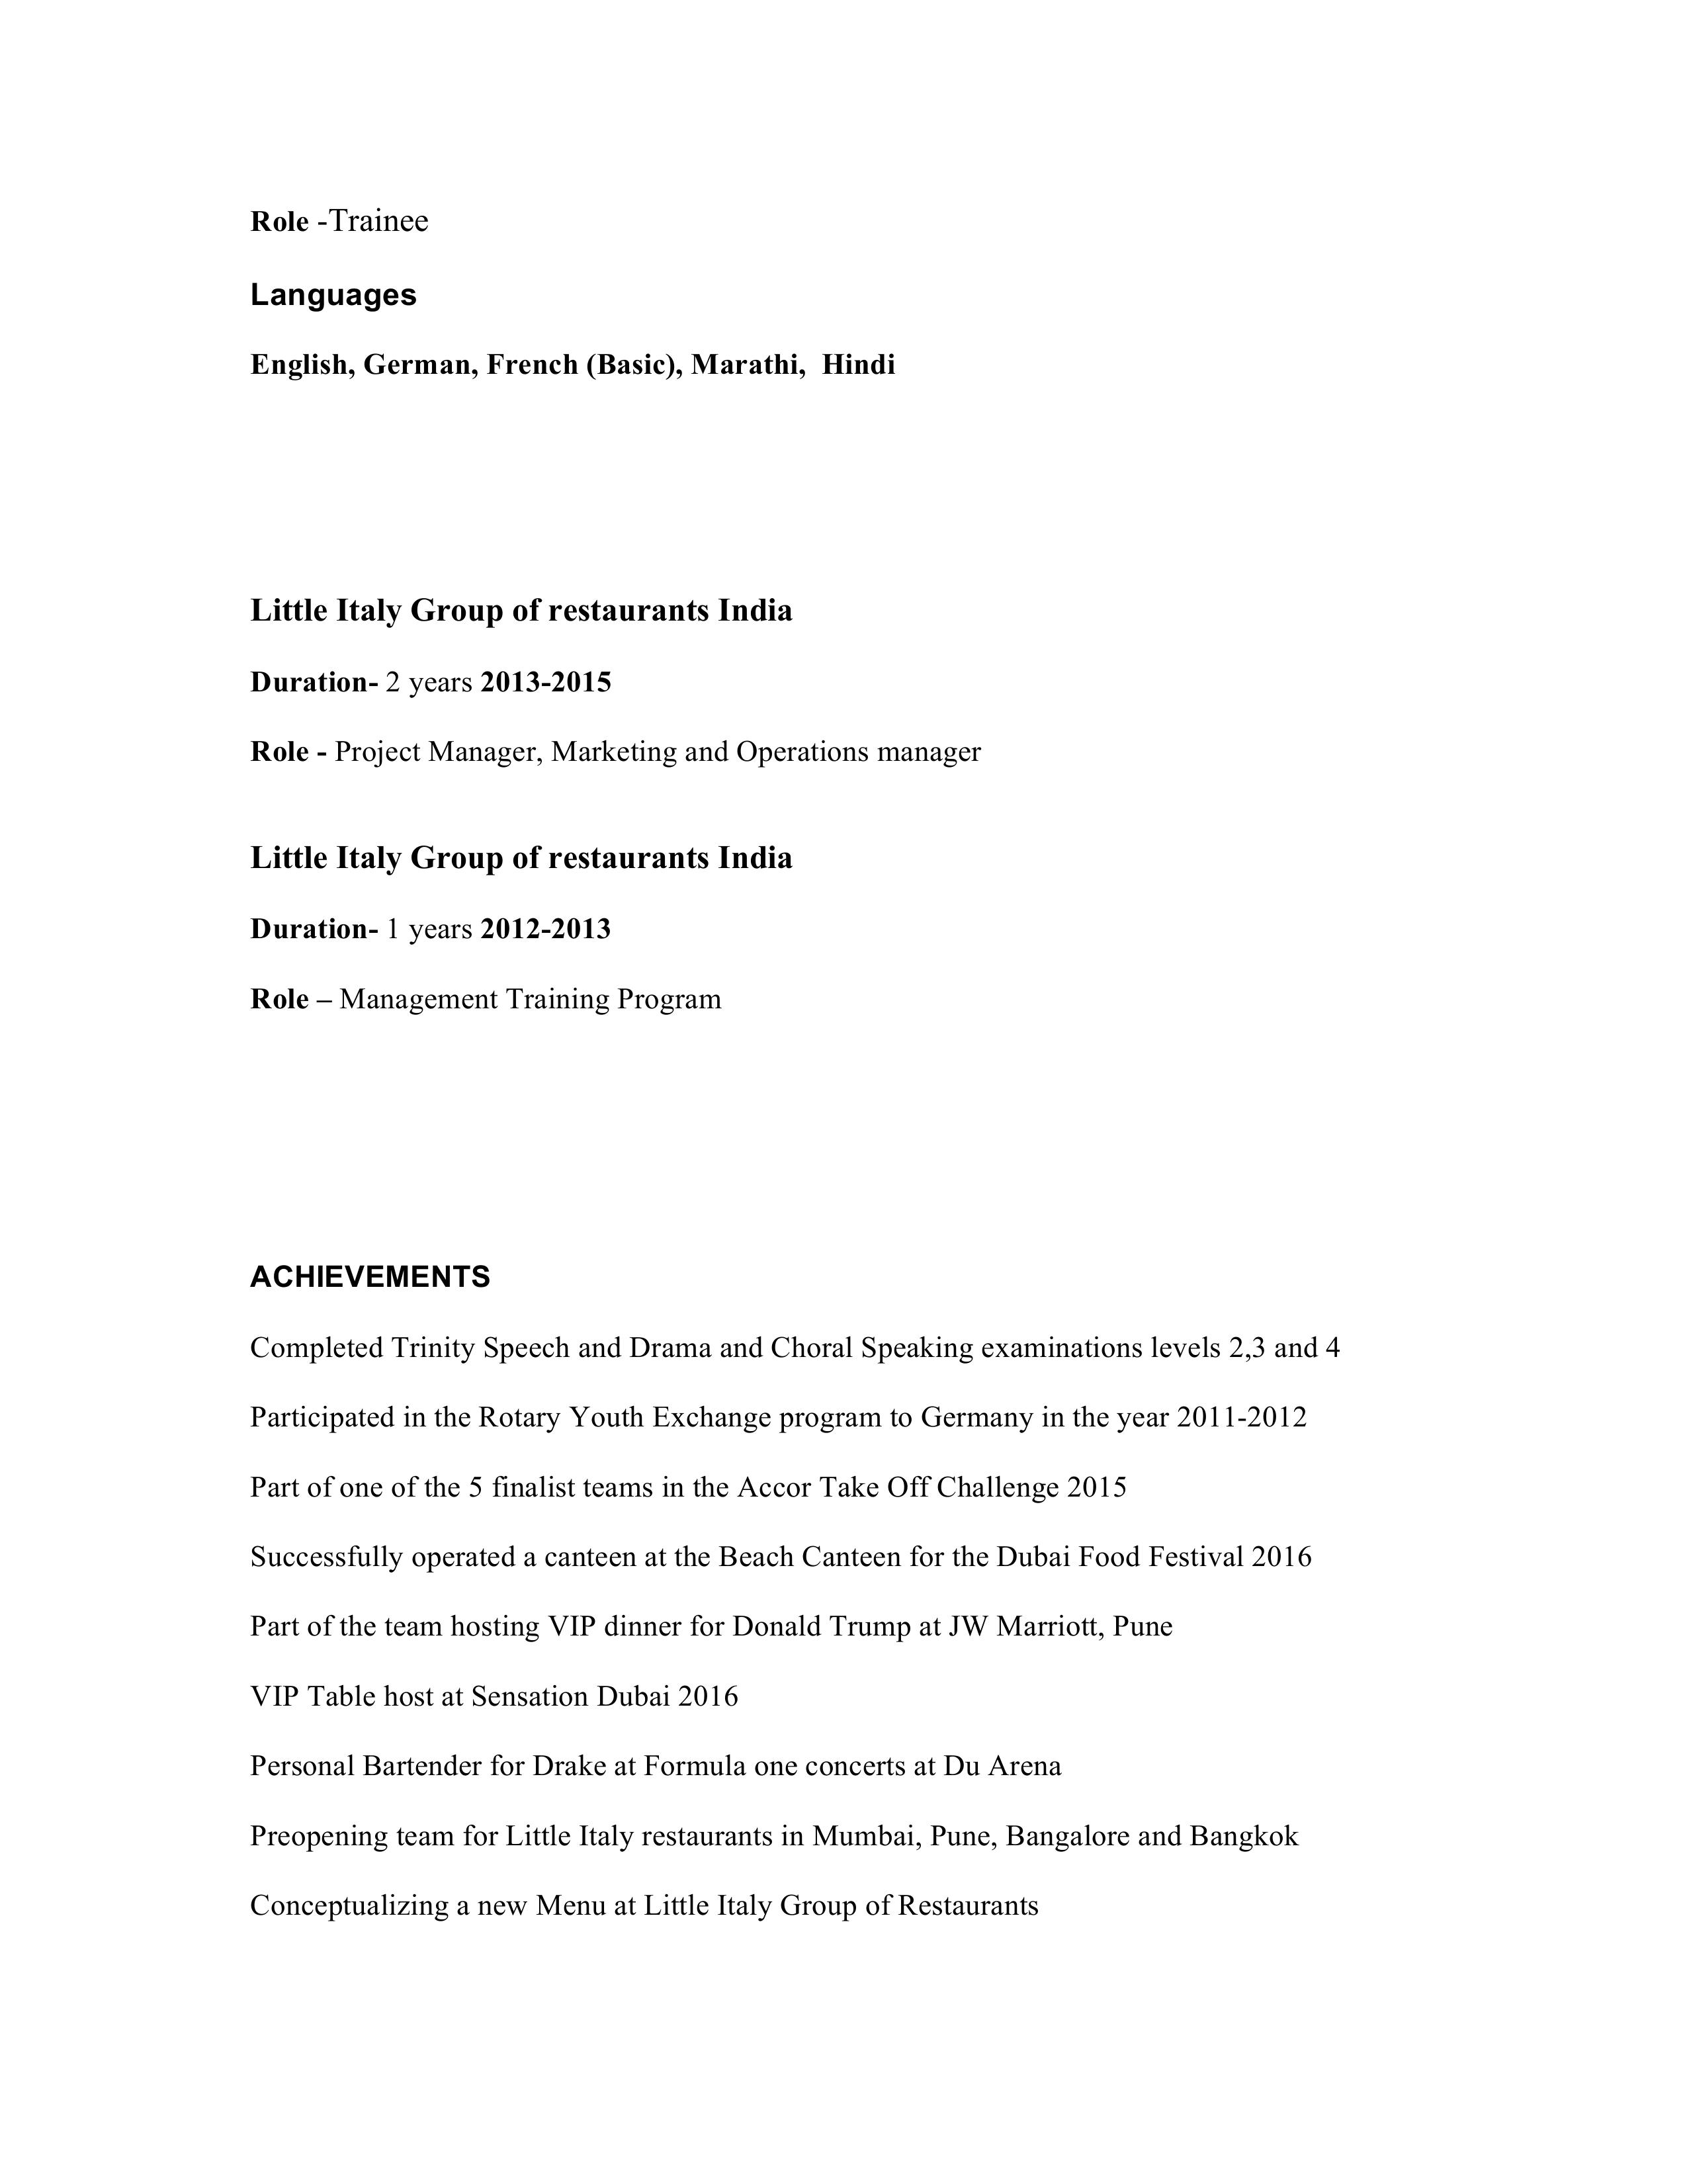 Role -Trainee
Languages
English, German, French (Basic), Marathi,  Hindi
Little Italy Group of restaurants India
Duration- 2 years 2013-2015
Role - Project Manager, Marketing and Operations manager
Little Italy Group of restaurants India
Duration- 1 years 2012-2013
Role – Management Training Program
ACHIEVEMENTS
Completed Trinity Speech and Drama and Choral Speaking examinations levels 2,3 and 4
Participated in the Rotary Youth Exchange program to Germany in the year 2011-2012
Part of one of the 5 finalist teams in the Accor Take Off Challenge 2015
Successfully operated a canteen at the Beach Canteen for the Dubai Food Festival 2016
Part of the team hosting VIP dinner for Donald Trump at JW Marriott, Pune
VIP Table host at Sensation Dubai 2016
Personal Bartender for Drake at Formula one concerts at Du Arena
Preopening team for Little Italy restaurants in Mumbai, Pune, Bangalore and Bangkok
Conceptualizing a new Menu at Little Italy Group of Restaurants